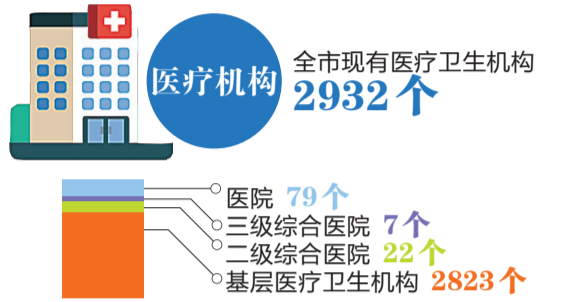 医疗机构
全市现有医疗卫生机构
2932个
医院 79个
三级综合医院 7个
二级综合医院 22个
基层医疗卫生机构 2823个